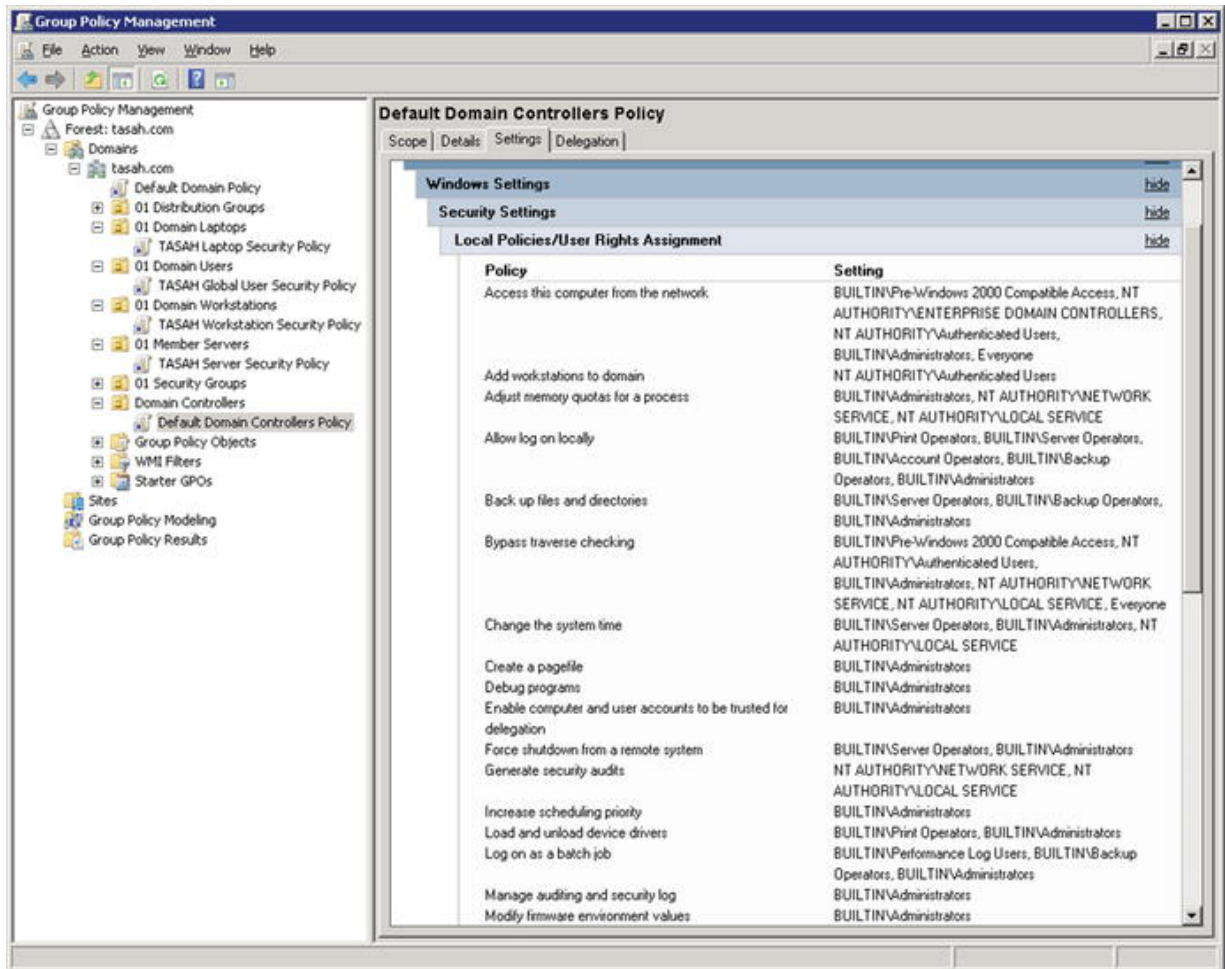 Group Policy Management
File Action View Window Help
Group Policy Management
Forest: tasah.com
Domains
tasah.com
Default Domain Policy
01 Distribution Groups
01 Domain Laptops
TASAH Laptop Security Policy
01 Domain Users
TASAH Global User Security Policy
01 Domain Workstations
TASAH Workstation Security Policy
01 Member Servers
TASAH Server Security Policy
01 Security Groups
Domain Controllers
Default Domain Controllers Policy
Group Policy Objects
WMI Filters
Starter GPOs
Sites
Group Policy Modeling
Group Policy Results
Default Domain Controllers Policy
Scope Details Settings Delegation
Windows Settings hide
Security Settings hide
Local Policies/User Rights Assignment hide
Policy Setting
Access this computer from the network BUILTIN\Pre-Windows 2000 Compatible Access, NT
AUTHORITY\ENTERPRISE DOMAIN CONTROLLERS,
NT AUTHORITY\Authenticated Users,
BUILTIN\Administrators, Everyone
Add workstations to domain NT AUTHORITY\Authenticated Users
Adjust memory quotas for a process BUILTIN\Administrators, NT AUTHORITY\NETWORK
SERVICE, NT AUTHORITY\LOCAL SERVICE
Allow log on locally BUILTIN\Print Operators, BUILTIN\Server Operators,
BUILTIN\Account Operators, BUILTIN\Backup
Operators, BUILTIN\Administrators
Back up files and directories BUILTIN\Server Operators, BUILTIN\Backup Operators,
BUILTIN\Administrators
Bypass traverse checking BUILTIN\Pre-Windows 2000 Compatible Access, NT
AUTHORITY\Authenticated Users,
BUILTIN\Administrators, NT AUTHORITY\NETWORK
SERVICE, NT AUTHORITY\LOCAL SERVICE, Everyone
Change the system time BUILTIN\Server Operators, BUILTIN\Administrators, NT
AUTHORITY\LOCAL SERVICE
Create a pagefile BUILTIN\Administrators
Debug programs BUILTIN\Administrators
Enable computer and user accounts to be trusted for BUILTIN\Administrators
delegation
Force shutdown from a remote system BUILTIN\Server Operators, BUILTIN\Administrators
Generate security audits NT AUTHORITY\NETWORK SERVICE, NT
AUTHORITY\LOCAL SERVICE
Increase scheduling priority BUILTIN\Administrators
Load and unload device drivers BUILTIN\Print Operators, BUILTIN\Administrators
Log on as a batch job BUILTIN\Performance Log Users, BUILTIN\Backup
Operators, BUILTIN\Administrators
Manage auditing and security log BUILTIN\Administrators
Modify firmware environment values BUILTIN\Administrators